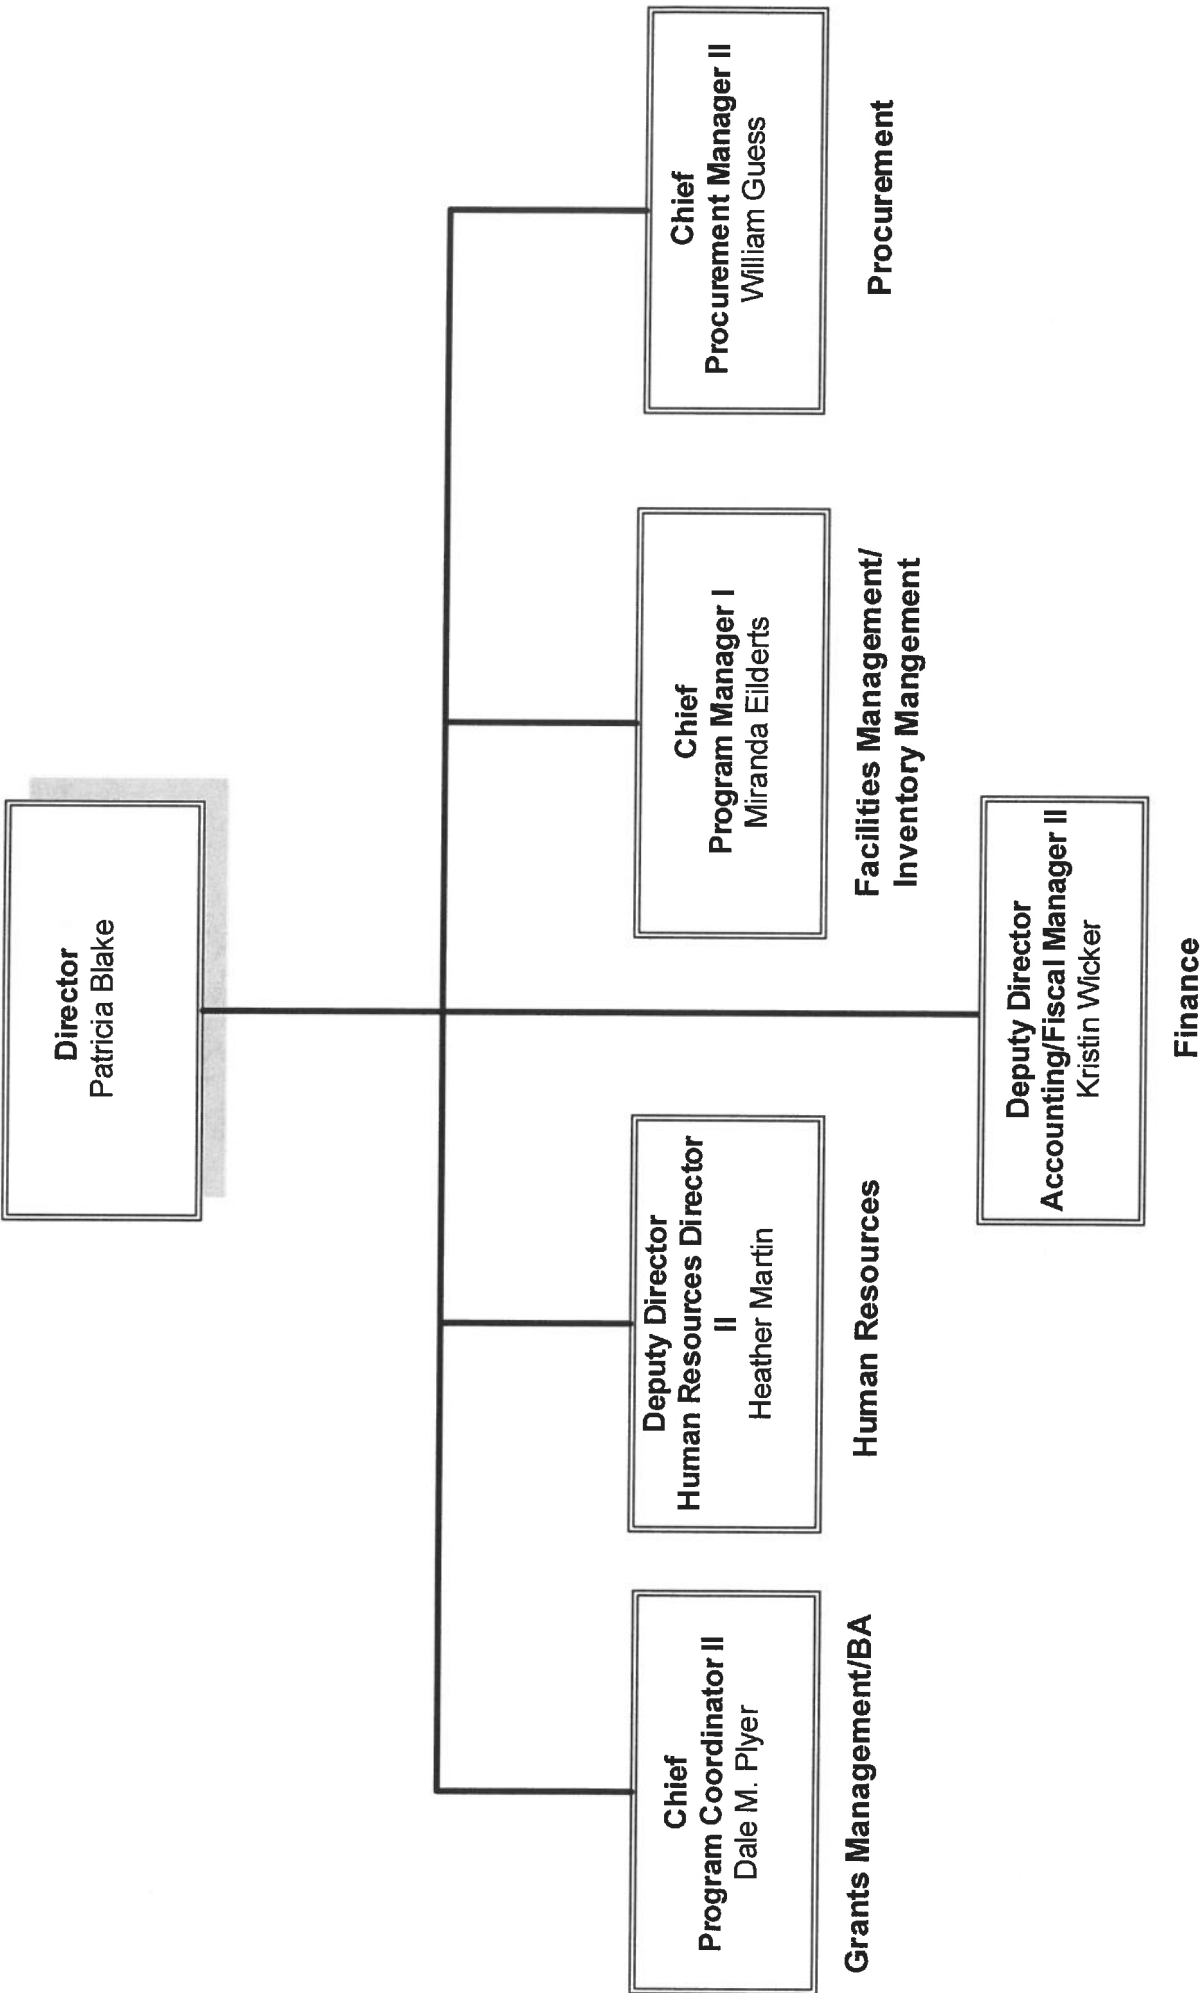 Director
Patricia Blake
Chief
Program Coordinator II
Dale M. Plyer
Grants Management/BA
Deputy Director
Human Resources Director
II
Heather Martin
Human Resources
Chief
Program Manager I
Miranda Eilderts
Facilities Management/
Inventory Mangement
Chief
Procurement Manager II
William Guess
Procurement
Deputy Director
Accounting/Fiscal Manager II
Kristin Wicker
Finance